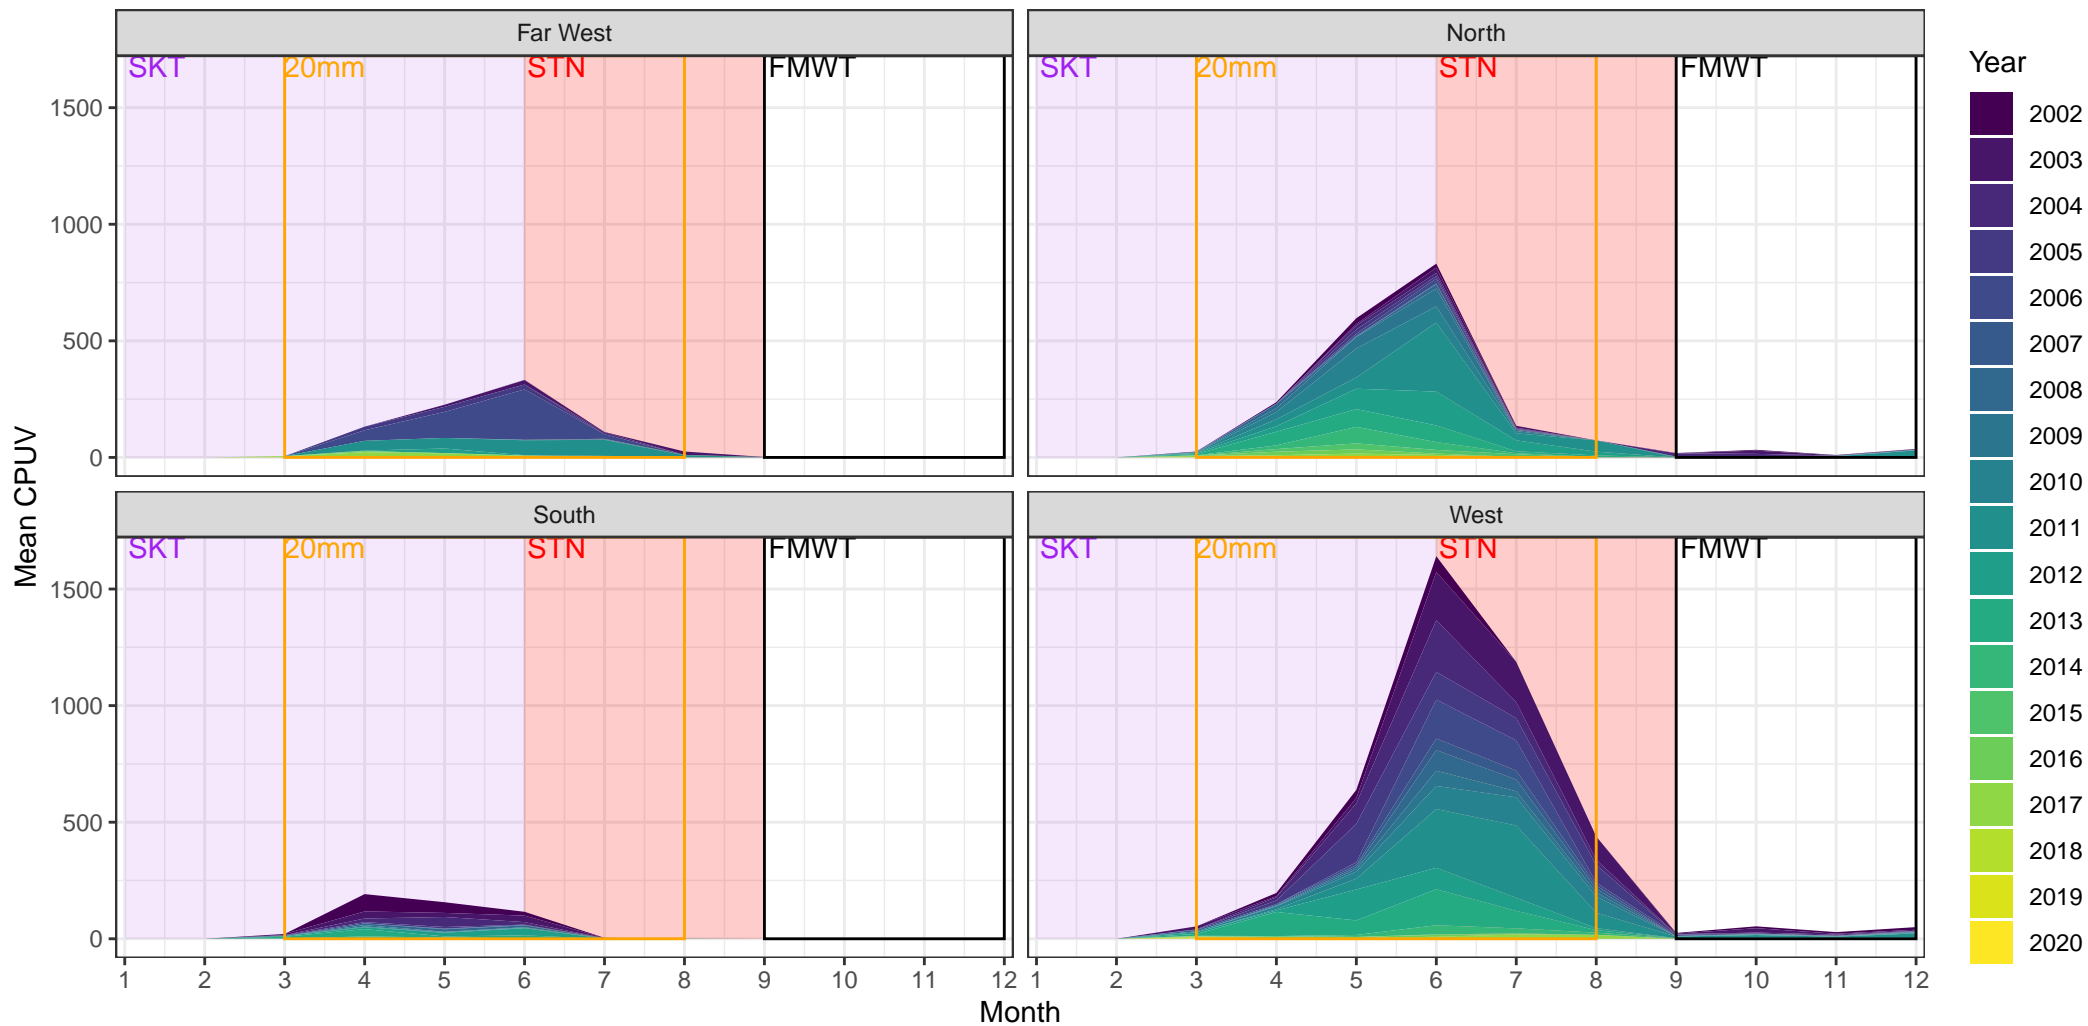 Far West
North
SKT 20mm STN FMWT
SKT 20mm STN FMWT
1500
1000
500
0
South
West
SKT 20mm STN FMWT
SKT 20mm STN FMWT
1500
1000
500
0
1 2 3 4 5 6 7 8 9 10 11 12
1 2 3 4 5 6 7 8 9 10 11 12
Month
Mean CPUV
Year
2002
2003
2004
2005
2006
2007
2008
2009
2010
2011
2012
2013
2014
2015
2016
2017
2018
2019
2020